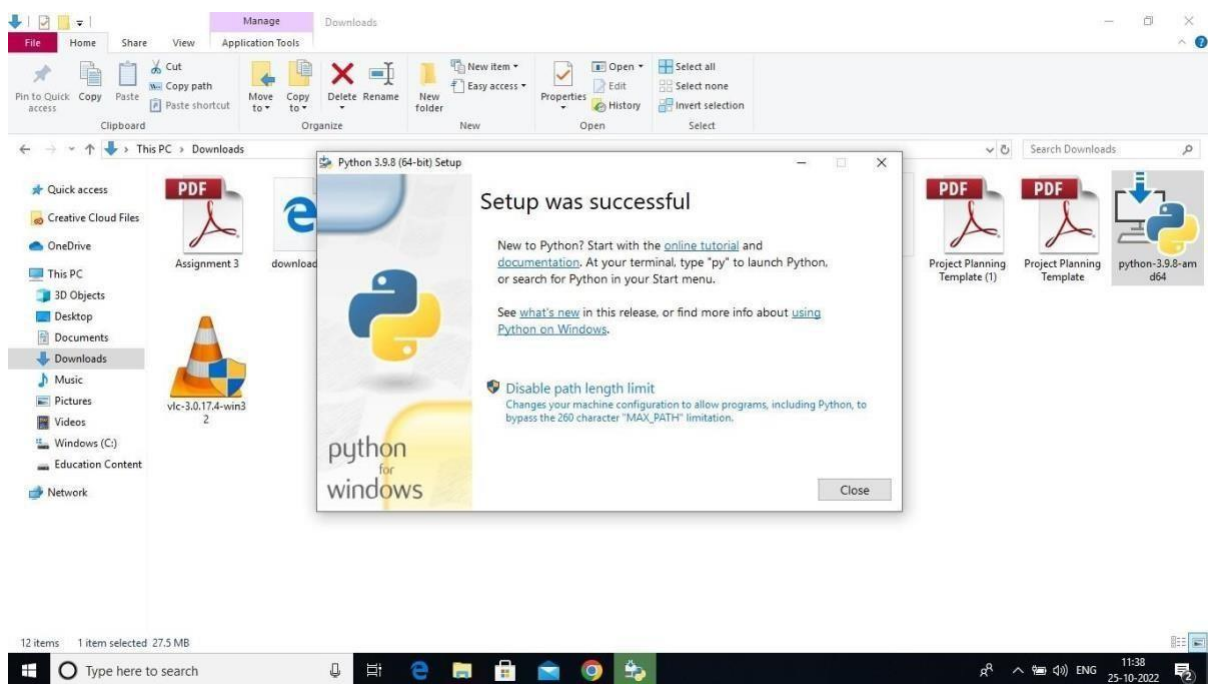 Manage
Downloads
File
Home
Share
View
Application Tools
Pin to Quick access
Copy
Paste
Cut
Copy path
Paste shortcut
Clipboard
Move to
Copy to
Delete
Rename
Organize
New folder
New item
Easy access
New
Properties
Open
Edit
History
Open
Select all
Select none
Invert selection
Select
This PC > Downloads
Search Downloads
Quick access
Creative Cloud Files
OneDrive
This PC
3D Objects
Desktop
Documents
Downloads
Music
Pictures
Videos
Windows (C:)
Education Content
Network
PDF
Assignment 3
download
vlc-3.0.17.4-win3
2
Python 3.9.8 (64-bit) Setup
Setup was successful
New to Python? Start with the online tutorial and
documentation. At your terminal, type "py" to launch Python,
or search for Python in your Start menu.
See what's new in this release, or find more info about using
Python on Windows.
Disable path length limit
Changes your machine configuration to allow programs, including Python, to
bypass the 260 character "MAX_PATH" limitation.
python
for
windows
Close
PDF
Project Planning
Template (1)
PDF
Project Planning
Template
python-3.9.8-am
d64
12 items
1 item selected 27.5 MB
Type here to search
ENG
11:38
25-10-2022
2